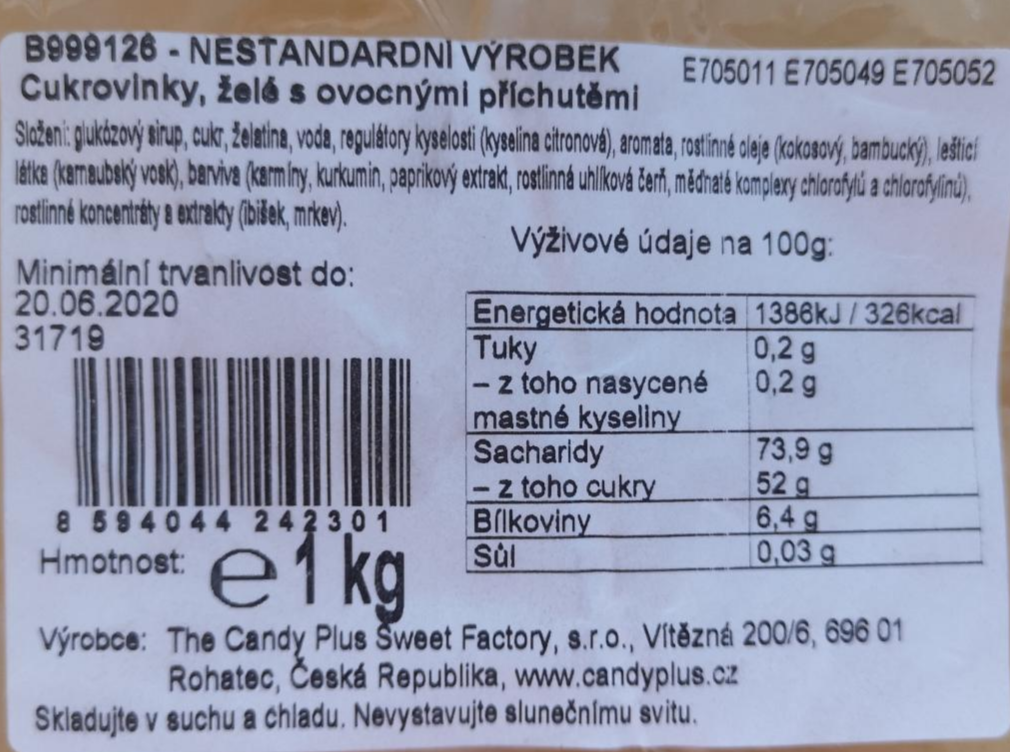 B999126 - NESTANDARDNÍ VÝROBEK
E705011 E705049 E705052
Cukrovinky, želé s ovocnými příchutěmi
Složení: glukózový sirup, cukr, želatina, voda, regulátory kyselosti (kyselina citronová), aromata, rostlinné oleje (kokosový, bambucký), lešticí
látka (karnaubský vosk), barviva (karmíny, kurkumin, paprikový extrakt, rostlinná uhlíková čerň, měďnaté komplexy chlorofylů a chlorofylinů),
rostlinné koncentráty a extrakty (ibišek, mrkev).
Výživové údaje na 100g:
Minimální trvanlivost do:
20.06.2020
31719
Energetická hodnota 1386kJ / 326kcal
Tuky 0,2 g
– z toho nasycené 0,2 g
mastné kyseliny
Sacharidy 73,9 g
– z toho cukry 52 g
Bílkoviny 6,4 g
Sůl 0,03 g
8 594044 242301
Hmotnost: e 1 kg
Výrobce: The Candy Plus Sweet Factory, s.r.o., Vítězná 200/6, 696 01
Rohatec, Česká Republika, www.candyplus.cz
Skladujte v suchu a chladu. Nevystavujte slunečnímu svitu.